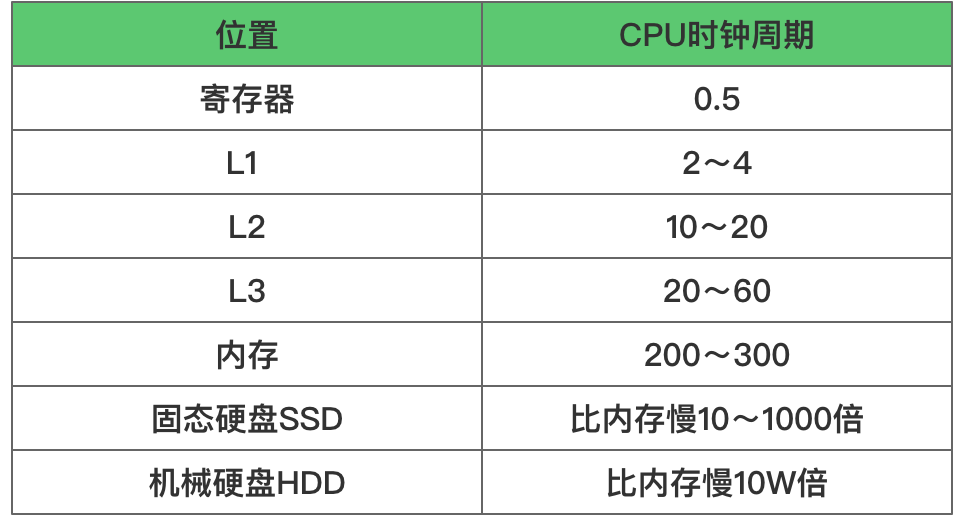 位置 CPU时钟周期
寄存器 0.5
L1 2～4
L2 10～20
L3 20～60
内存 200～300
固态硬盘SSD 比内存慢10～1000倍
机械硬盘HDD 比内存慢10W倍